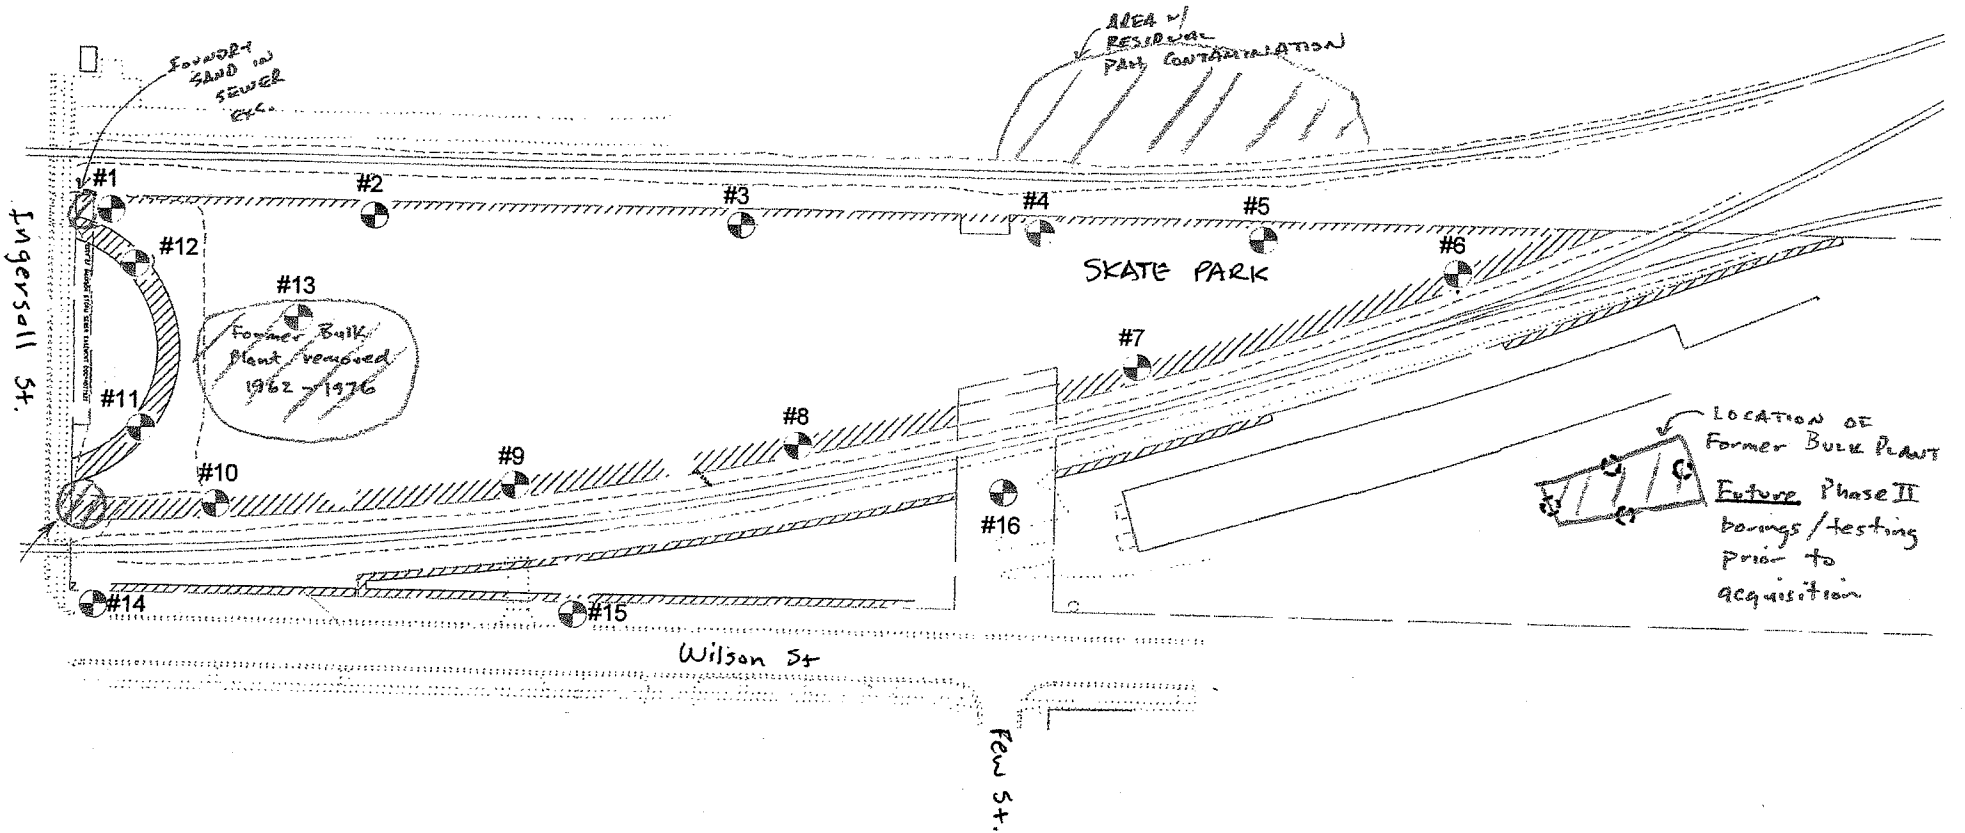 AREA w/
RESIDUAL
PAH CONTAMINATION
FOUNDRY
SAND IN
SEWER
EXC.
#1
#2
#3
#4
#5
#6
#12
SKATE PARK
Ingersoll St.
#13
Former Bulk
Plant removed
1962 - 1976
#7
#11
#8
#9
#10
LOCATION OF
Former BULK PLANT
Future Phase II
borings/testing
prior to
acquisition
#16
#14
#15
Wilson St
Few St.